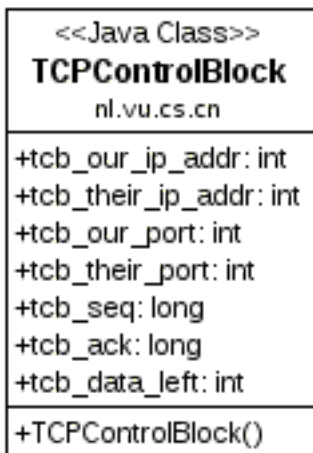 <<Java Class>>
TCPControlBlock
nl.vu.cs.cn
+tcb_our_ip_addr: int
+tcb_their_ip_addr: int
+tcb_our_port: int
+tcb_their_port: int
+tcb_seq: long
+tcb_ack: long
+tcb_data_left: int
+TCPControlBlock()